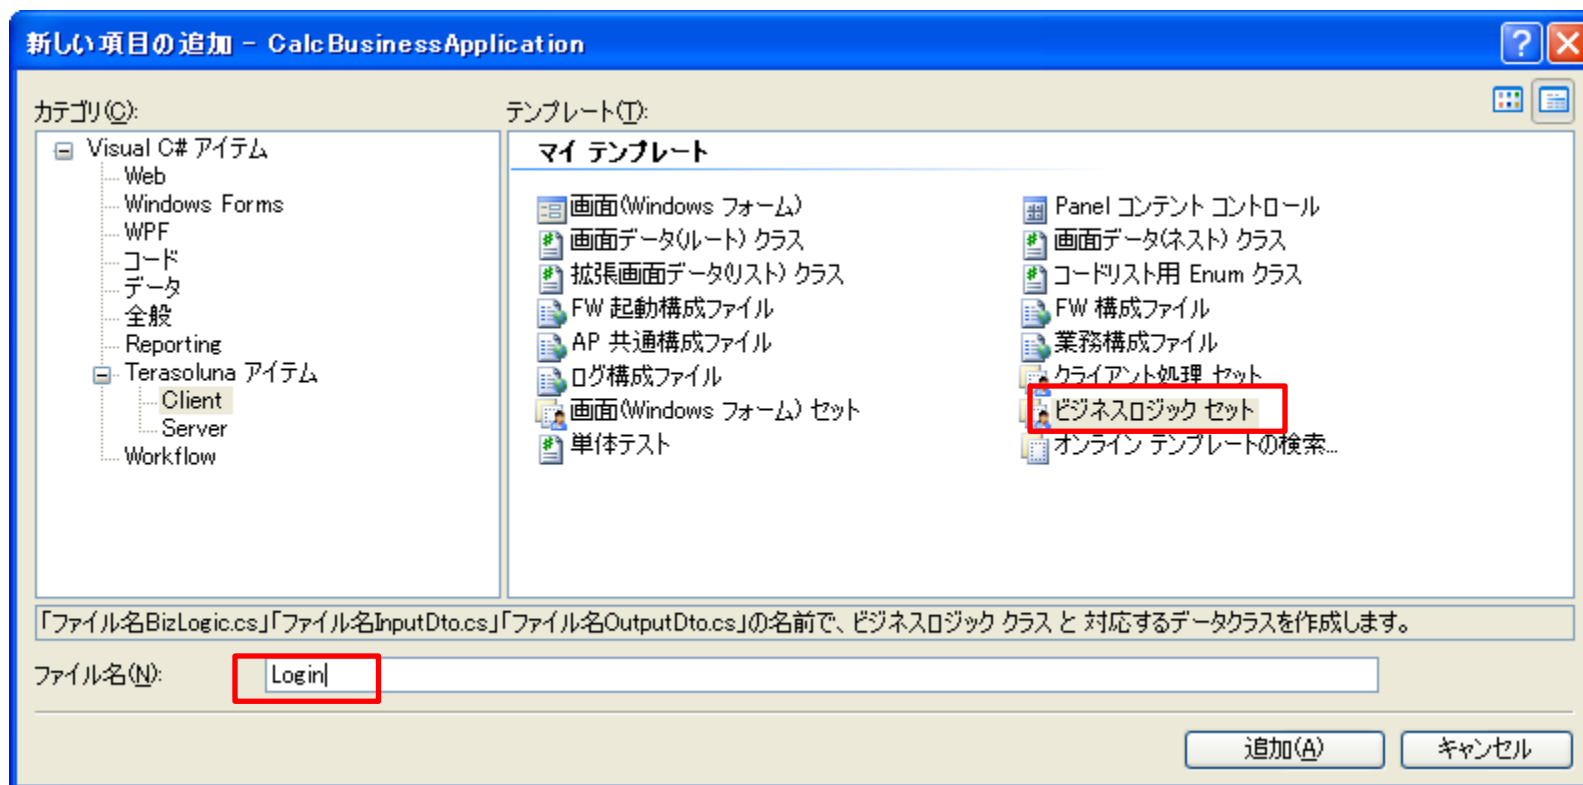 新しい項目の追加 - CalcBusinessApplication
カテゴリ(C):
テンプレート(T):
Visual C# アイテム
Web
Windows Forms
WPF
コード
データ
全般
Reporting
Terasoluna アイテム
Client
Server
Workflow
マイ テンプレート
画面(Windows フォーム)
Panel コンテント コントロール
画面データ(ルート) クラス
画面データ(ネスト) クラス
拡張画面データ(リスト) クラス
コードリスト用 Enum クラス
FW 起動構成ファイル
FW 構成ファイル
AP 共通構成ファイル
業務構成ファイル
ログ構成ファイル
クライアント処理 セット
画面(Windows フォーム) セット
ビジネスロジック セット
単体テスト
オンライン テンプレートの検索...
「ファイル名BizLogic.cs」「ファイル名InputDto.cs」「ファイル名OutputDto.cs」の名前で、ビジネスロジック クラス と 対応するデータクラスを作成します。
ファイル名(N):
Login
追加(A)
キャンセル